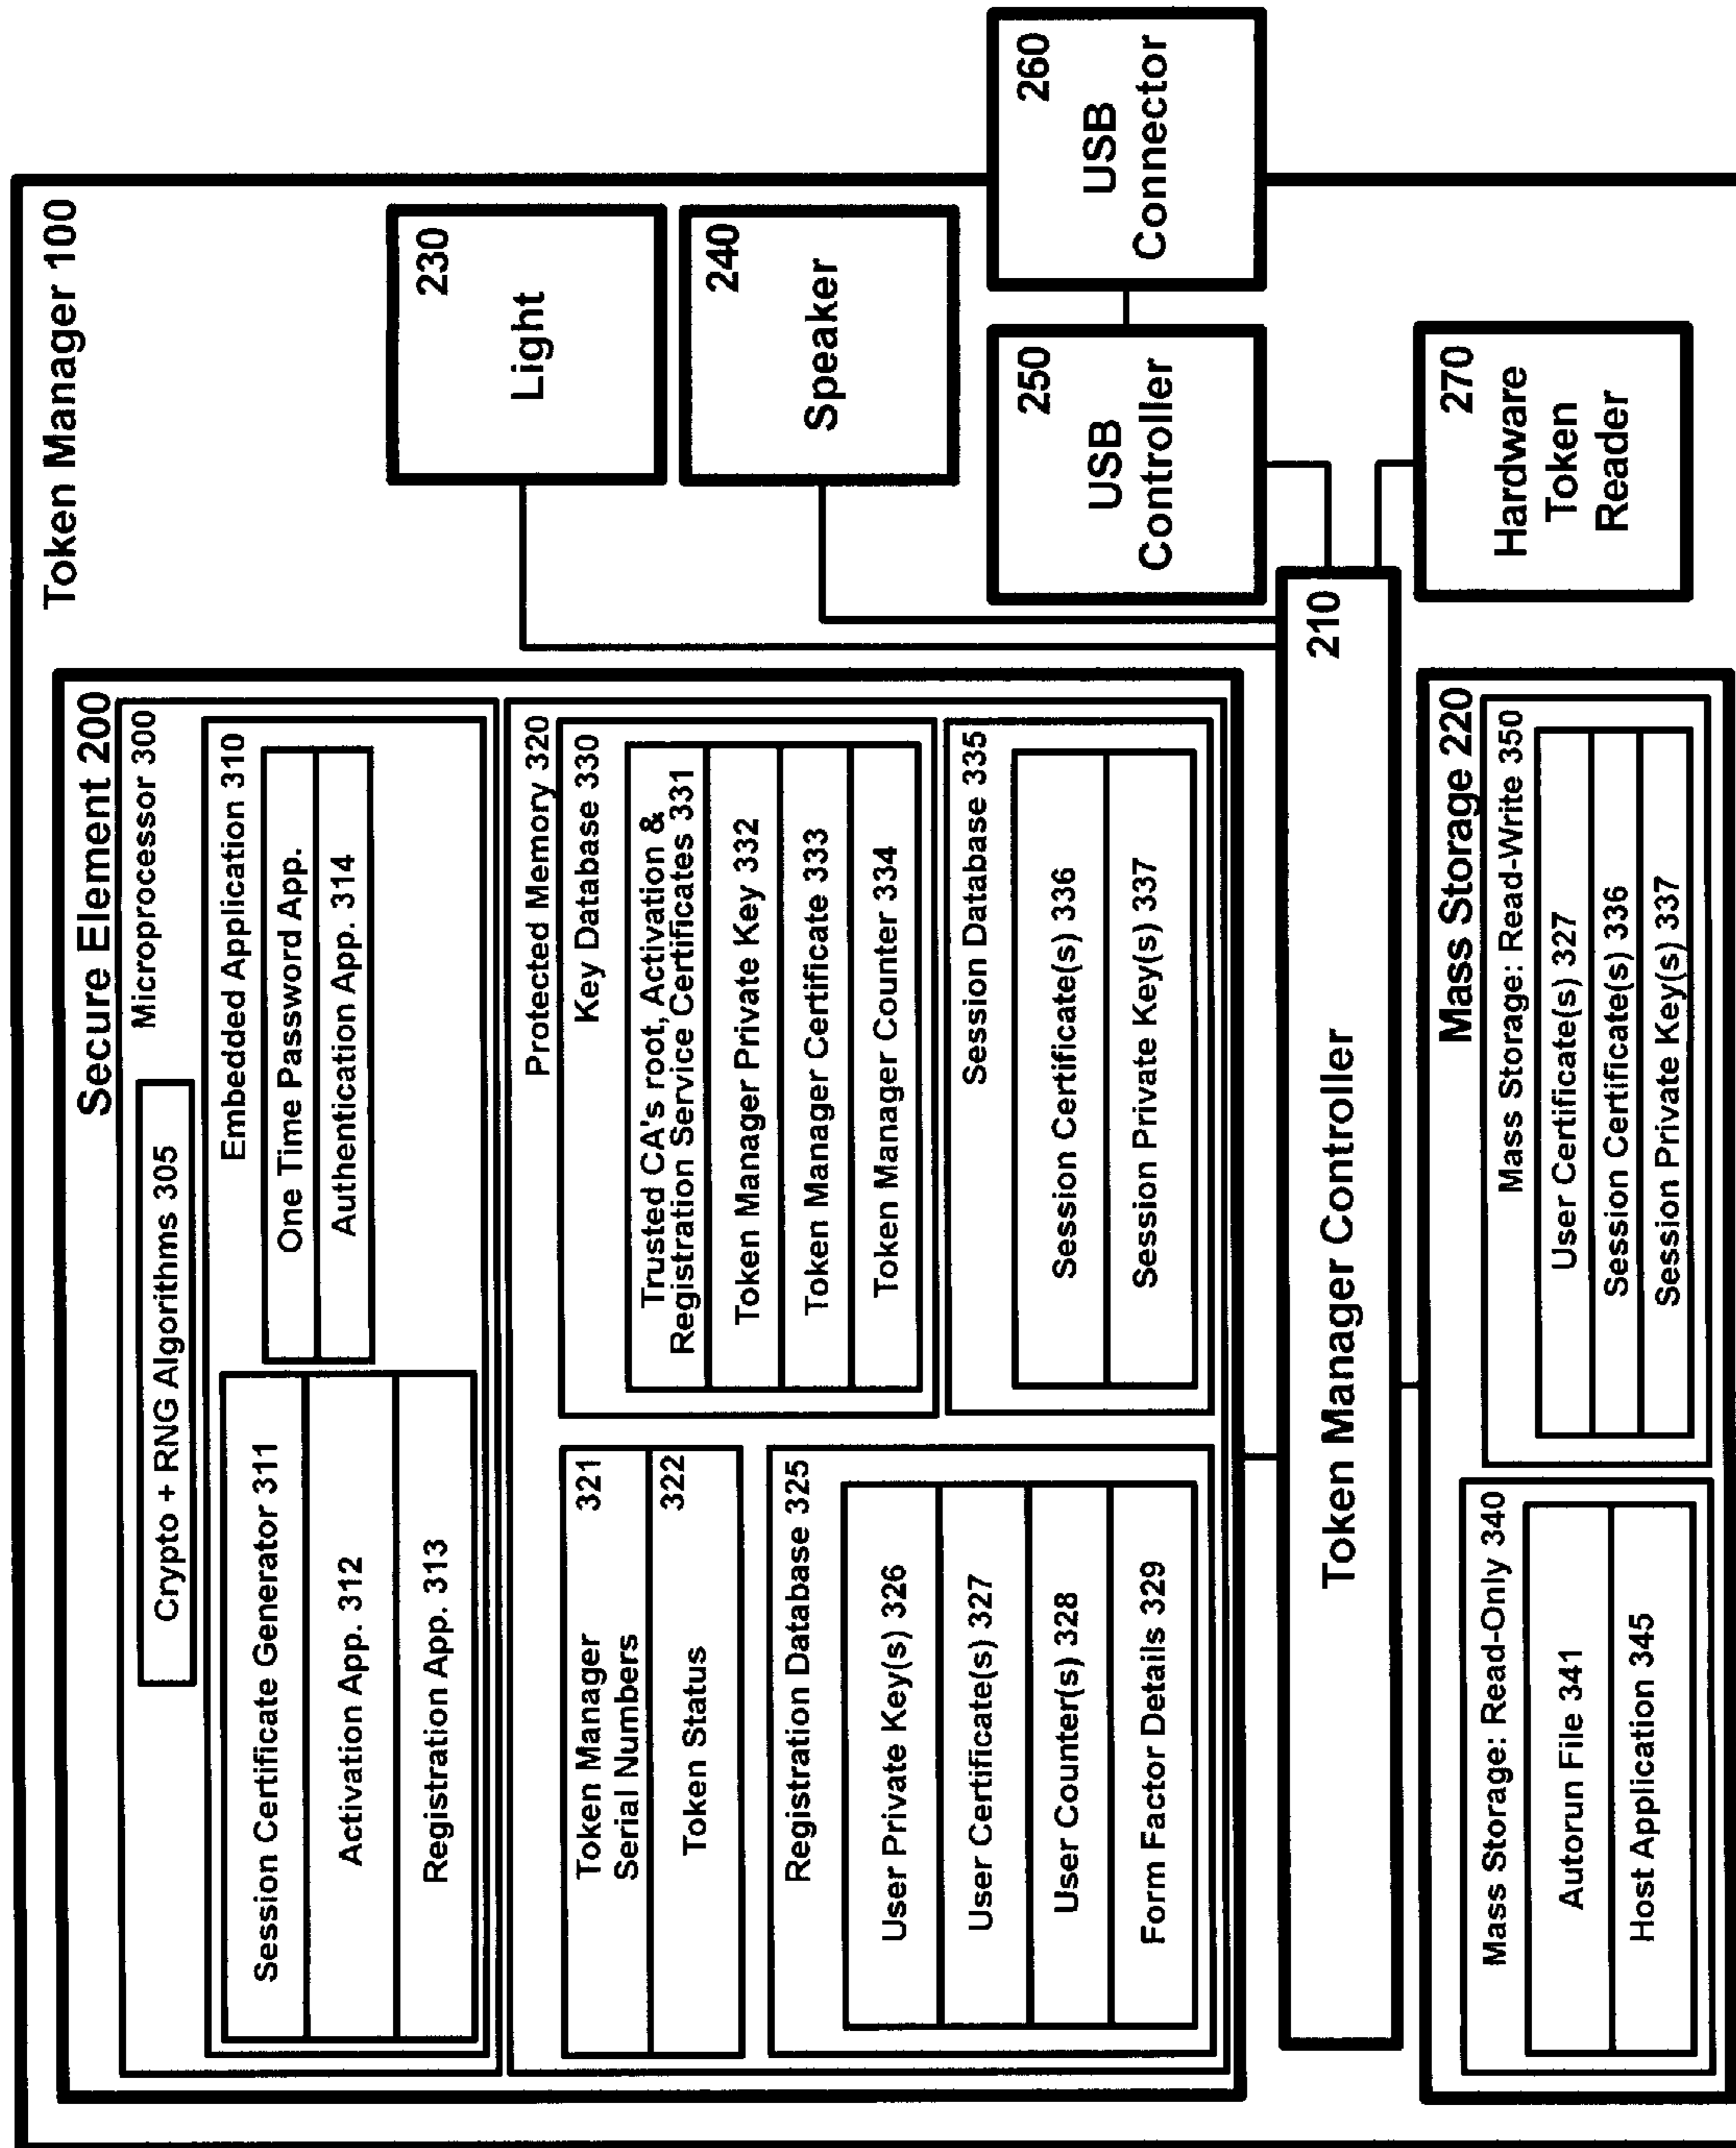 Token Manager 100
Secure Element 200
Microprocessor 300
Crypto + RNG Algorithms 305
Embedded Application 310
Session Certificate Generator 311
Activation App. 312
Registration App. 313
One Time Password App.
Authentication App. 314
Protected Memory 320
Token Manager 321
Serial Numbers
Token Status 322
Registration Database 325
User Private Key(s) 326
User Certificate(s) 327
User Counter(s) 328
Form Factor Details 329
Key Database 330
Trusted CA's root, Activation &
Registration Service Certificates 331
Token Manager Private Key 332
Token Manager Certificate 333
Token Manager Counter 334
Session Database 335
Session Certificate(s) 336
Session Private Key(s) 337
230
Light
240
Speaker
250
USB
Controller
260
USB
Connector
210
Token Manager Controller
270
Hardware
Token
Reader
Mass Storage 220
Mass Storage: Read-Only 340
Autorun File 341
Host Application 345
Mass Storage: Read-Write 350
User Certificate(s) 327
Session Certificate(s) 336
Session Private Key(s) 337